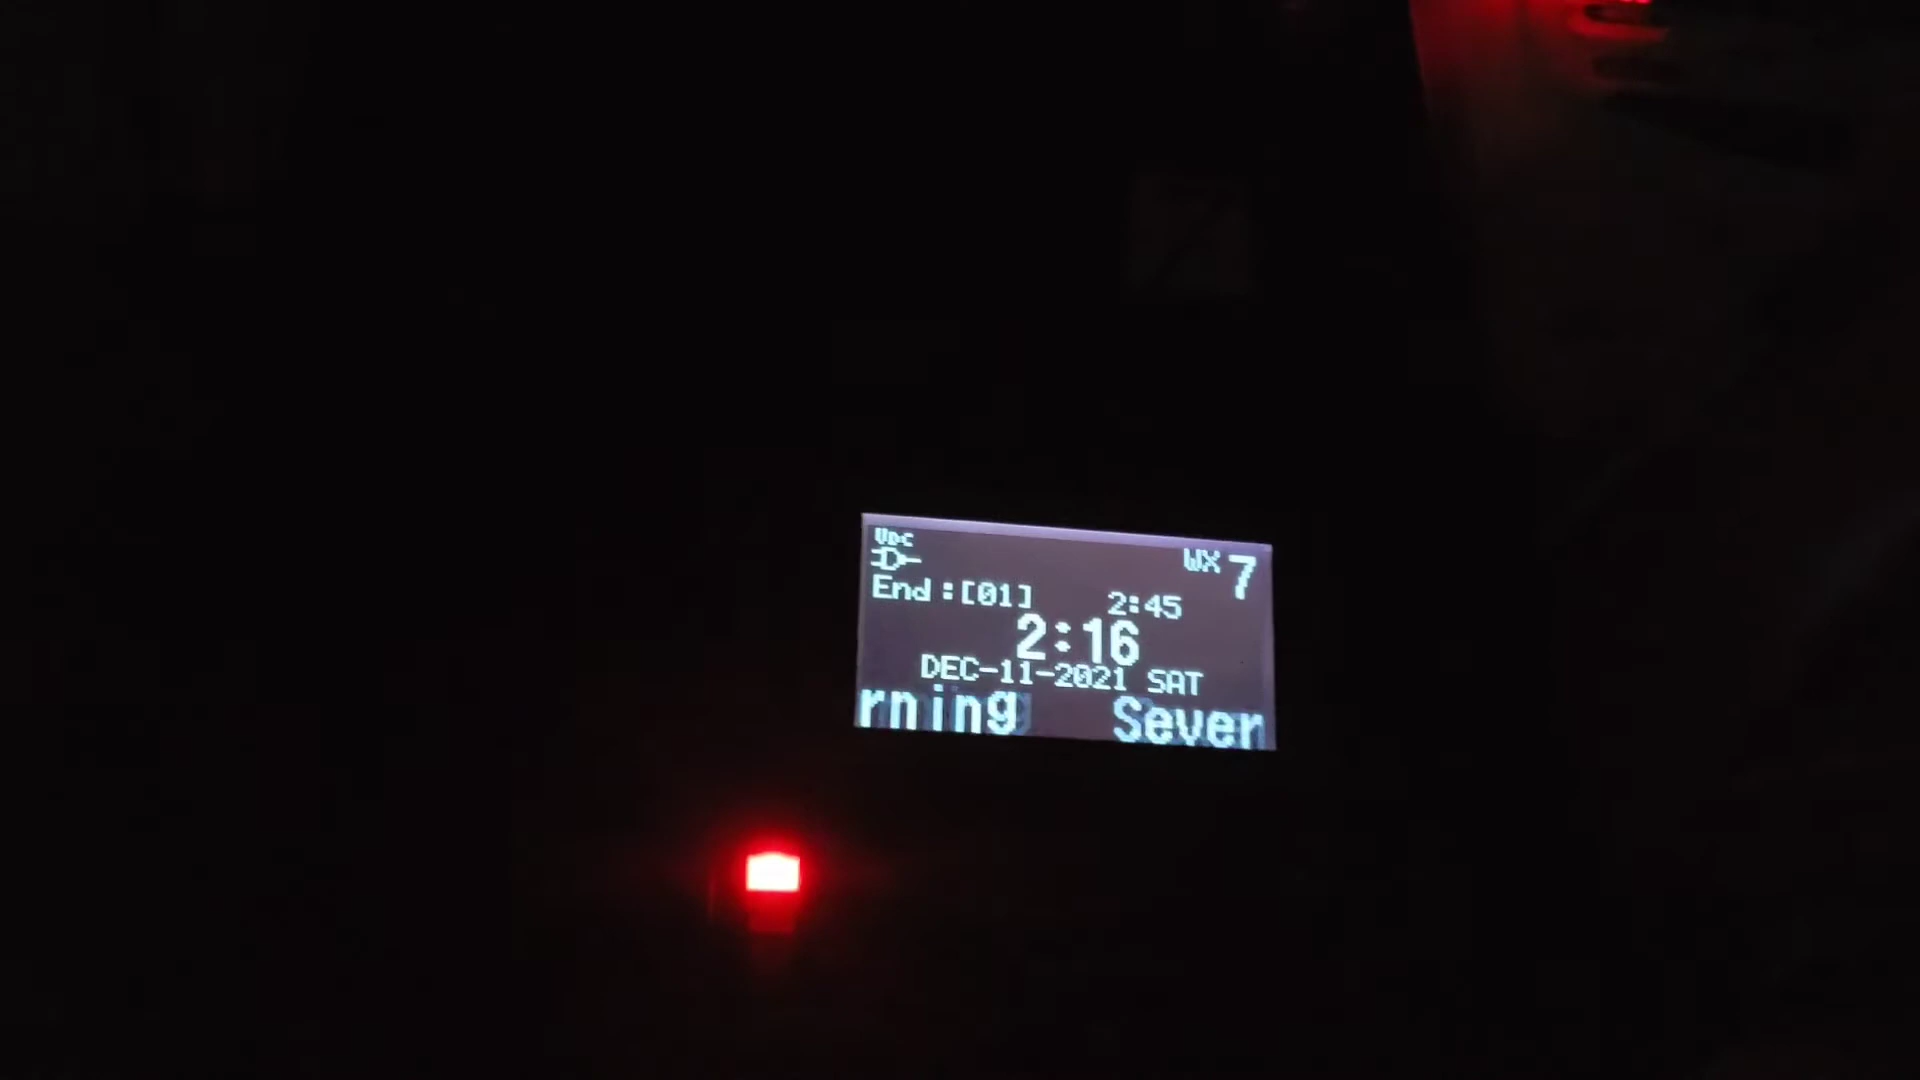 VDC
WX 7
End :[01] 2:45
2:16
DEC-11-2021 SAT
rning Sever